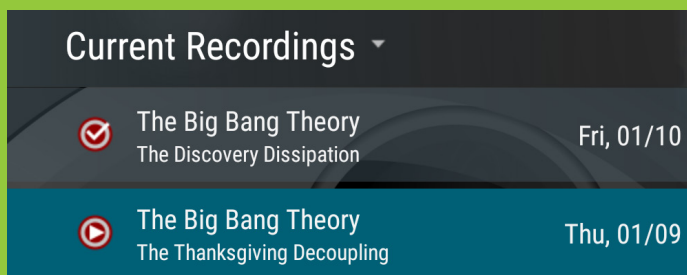 Current Recordings
The Big Bang Theory
The Discovery Dissipation
Fri, 01/10
The Big Bang Theory
The Thanksgiving Decoupling
Thu, 01/09